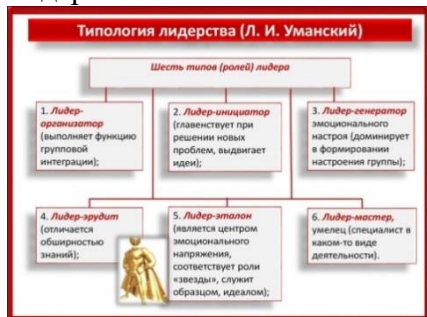 Типология лидерства (Л. И. Уманский)
Шесть типов (ролей) лидера
1. Лидер-
организатор
(выполняет функцию
групповой
интеграции);
2. Лидер-инициатор
(главенствует при
решении новых
проблем, выдвигает
идеи);
3. Лидер-генератор
эмоционального
настроя (доминирует
в формировании
настроения группы);
4. Лидер-эрудит
(отличается
обширностью
знаний);
5. Лидер-эталон
(является центром
эмоционального
напряжения,
соответствует роли
«звезды», служит
образцом, идеалом);
6. Лидер-мастер,
умелец (специалист в
каком-то виде
деятельности).